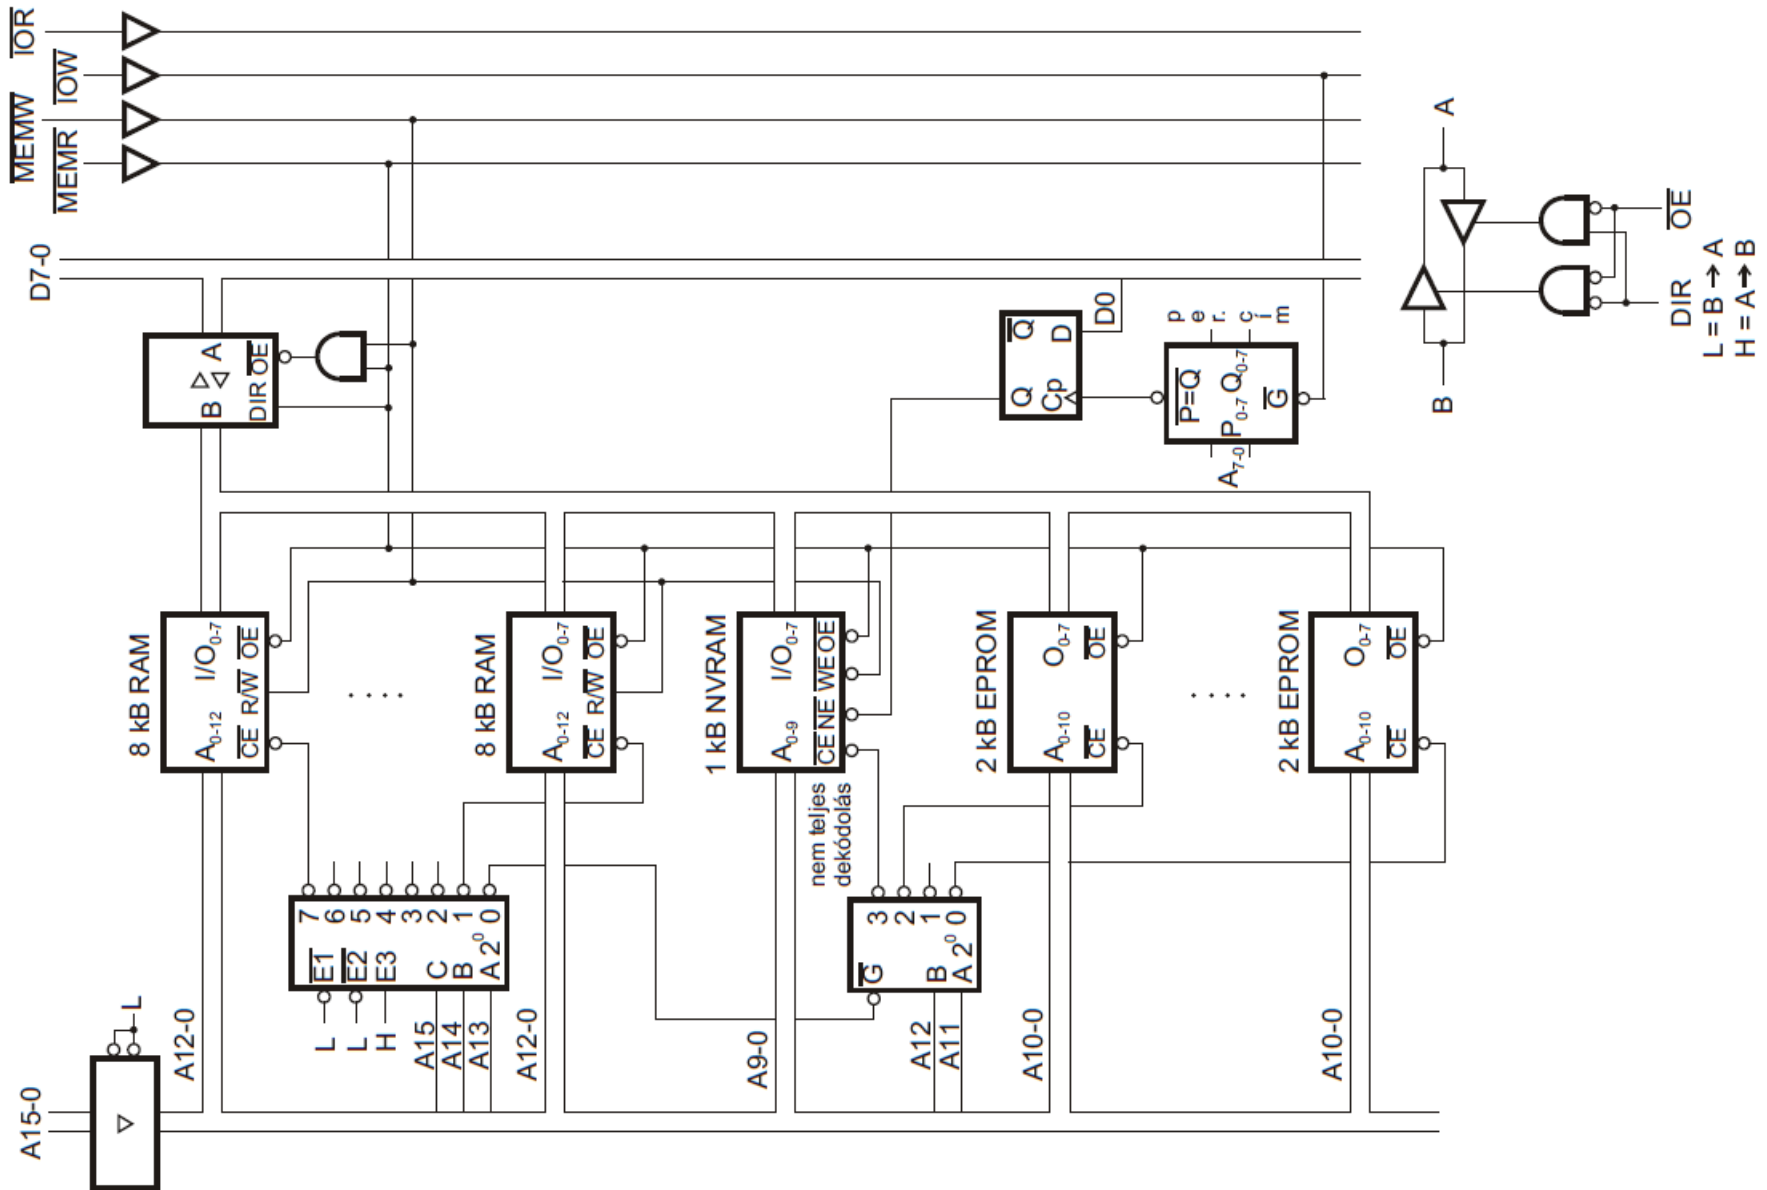 IOR
IOW
MEMW
MEMR
D7-0
B A
DIR OE
Q Q
Cp D
D0
P=Q
P0-7 Q0-7
G
A7-0
per. cím
A
B
DIR
OE
L = B → A
H = A → B
8 kB RAM
A0-12 I/O0-7
CE R/W OE
. . . .
8 kB RAM
A0-12 I/O0-7
CE R/W OE
1 kB NVRAM
A0-9 I/O0-7
CE NE WE OE
2 kB EPROM
A0-10 O0-7
CE OE
. . . .
2 kB EPROM
A0-10 O0-7
CE OE
nem teljes
dekódolás
7
6
5
4
3
2
1
0
E1
E2
E3
C
B
A 2⁰
L
L
H
A15
A14
A13
3
2
1
0
G
B
A 2⁰
A12
A11
L
A15-0
A12-0
A12-0
A9-0
A10-0
A10-0